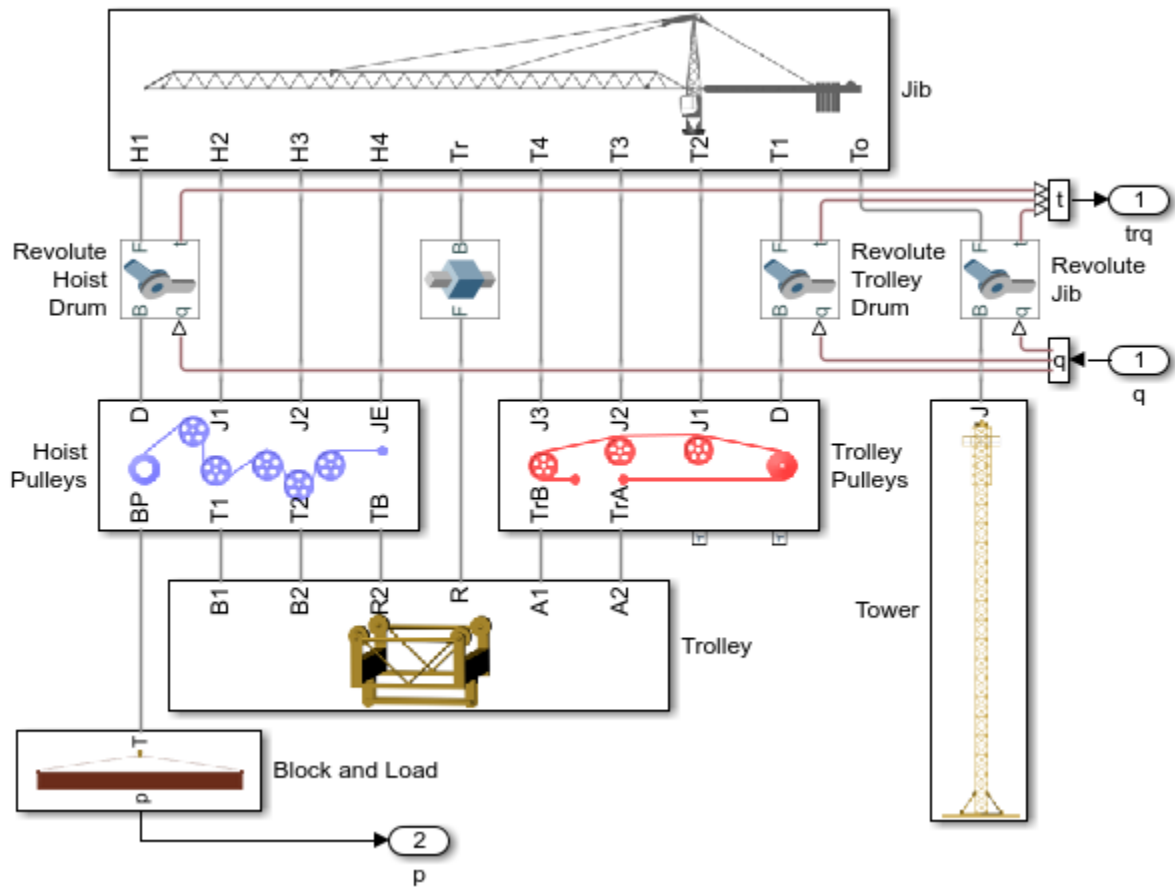 Jib
H1 H2 H3 H4 Tr T4 T3 T2 T1 To
t 1
trq
F t B F t F t
Revolute
Hoist
Drum
Revolute
Trolley
Drum
Revolute
Jib
B q F B q B q
q 1
q
D J1 J2 JE J3 J2 J1 D J
Hoist
Pulleys
Trolley
Pulleys
BP T1 T2 TB TrB TrA
B1 B2 R2 R A1 A2
Trolley
Tower
T
Block and Load
p
2
p